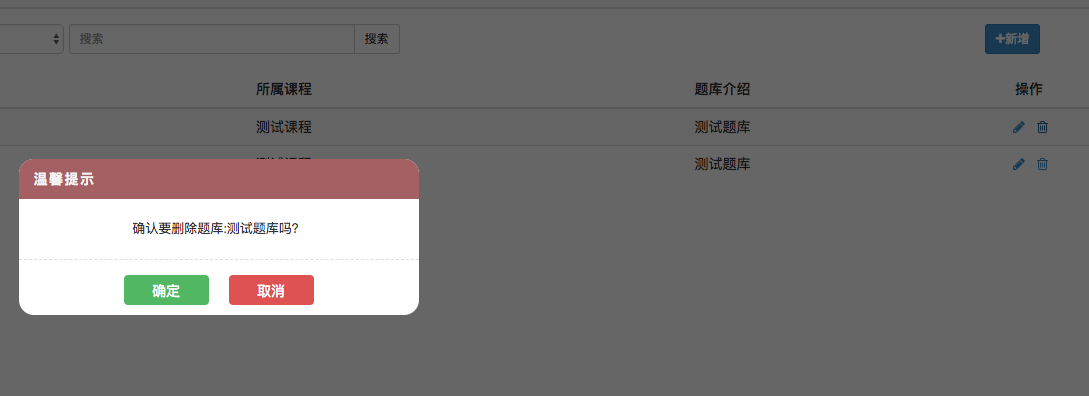 搜索 搜索 新增
所属课程 题库介绍 操作
测试课程 测试题库
测试题库
温馨提示
确认要删除题库:测试题库吗?
确定 取消